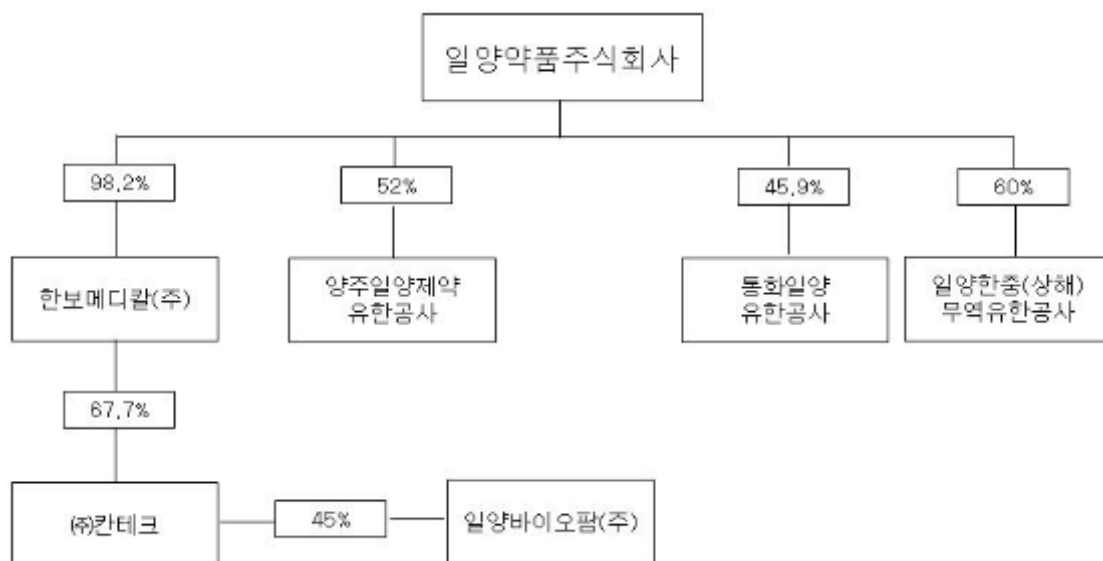 일양약품주식회사
98.2%
52%
45.9%
60%
한보메디칼(주)
양주일양제약
유한공사
통화일양
유한공사
일양한중(상해)
무역유한공사
67.7%
㈜칸테크
45%
일양바이오팜(주)